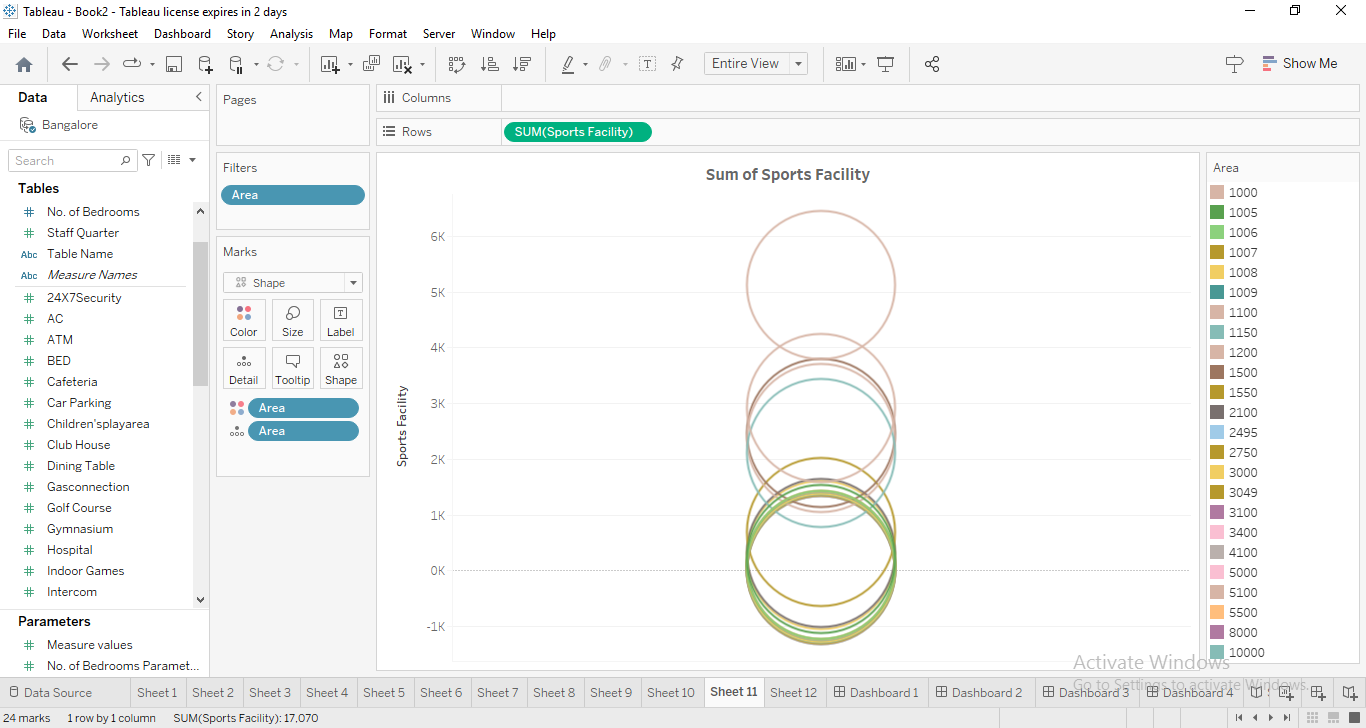 Tableau - Book2 - Tableau license expires in 2 days
File Data Worksheet Dashboard Story Analysis Map Format Server Window Help
Entire View
Show Me
Data
Analytics
Bangalore
Search
Tables
No. of Bedrooms
Staff Quarter
Abc Table Name
Abc Measure Names
24X7Security
AC
ATM
BED
Cafeteria
Car Parking
Children'splayarea
Club House
Dining Table
Gasconnection
Golf Course
Gymnasium
Hospital
Indoor Games
Intercom
Parameters
Measure values
No. of Bedrooms Paramet...
Pages
Filters
Area
Marks
Shape
Color Size Label
Detail Tooltip Shape
Area
Area
Columns
Rows
SUM(Sports Facility)
Sum of Sports Facility
Sports Facility
6K
5K
4K
3K
2K
1K
0K
-1K
Area
1000
1005
1006
1007
1008
1009
1100
1150
1200
1500
1550
2100
2495
2750
3000
3049
3100
3400
4100
5000
5100
5500
8000
10000
Activate Windows
Go to Settings to activate Windows.
Data Source Sheet 1 Sheet 2 Sheet 3 Sheet 4 Sheet 5 Sheet 6 Sheet 7 Sheet 8 Sheet 9 Sheet 10 Sheet 11 Sheet 12 Dashboard 1 Dashboard 2 Dashboard 3 Dashboard 4
24 marks 1 row by 1 column SUM(Sports Facility): 17,070